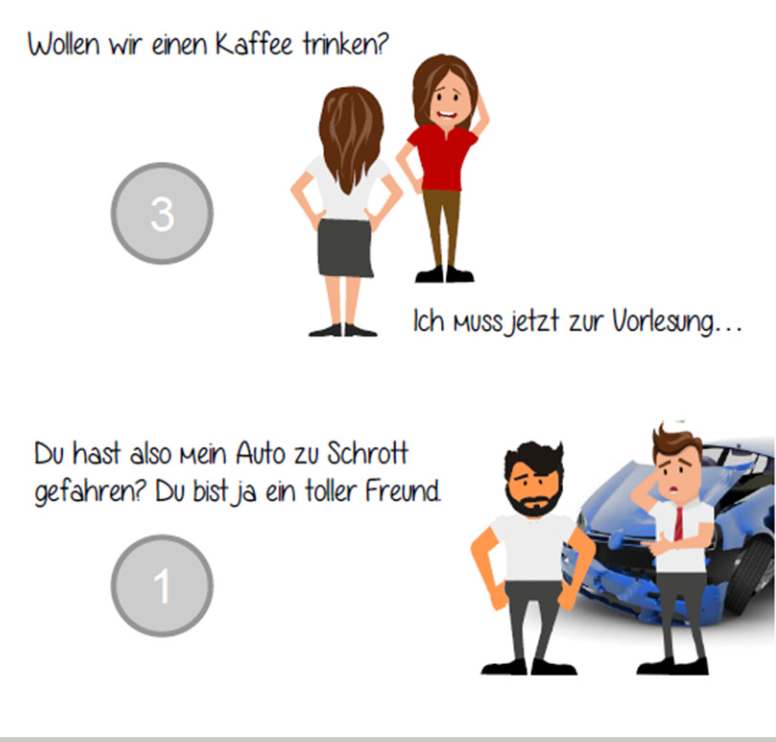 Wollen wir einen Kaffee trinken?
3
Ich muss jetzt zur Vorlesung...
Du hast also mein Auto zu Schrott
gefahren? Du bist ja ein toller Freund.
1